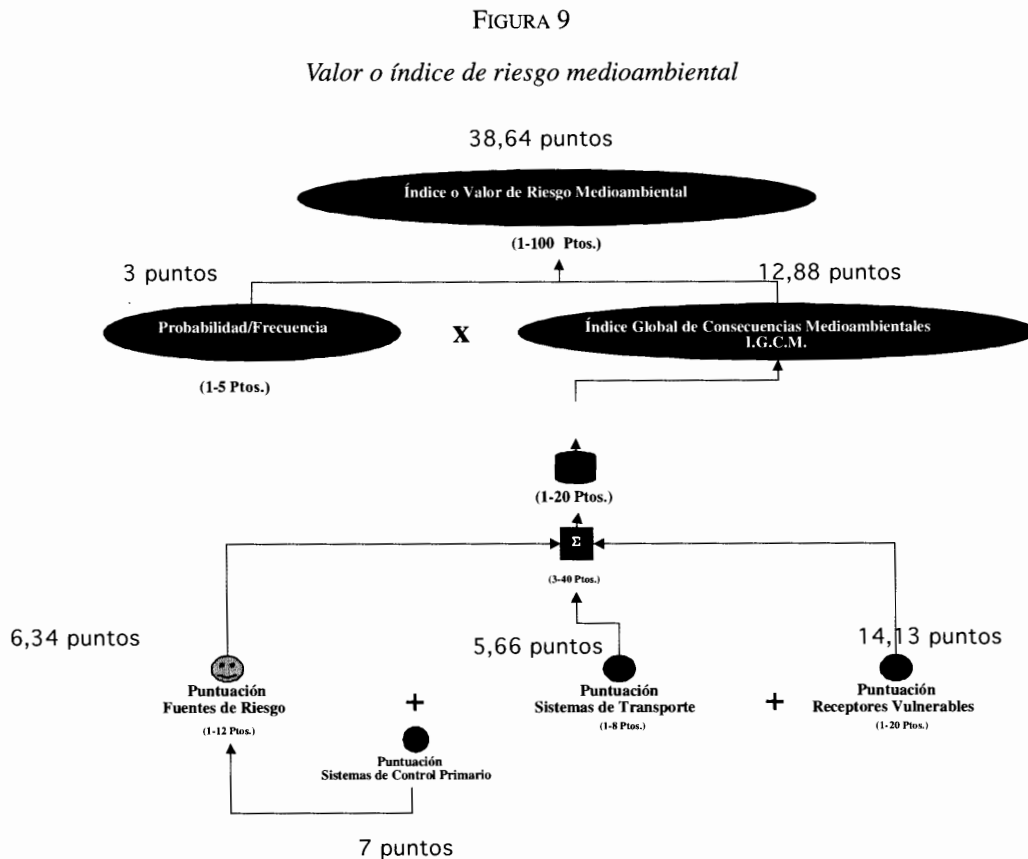 FIGURA 9
Valor o índice de riesgo medioambiental
38,64 puntos
Índice o Valor de Riesgo Medioambiental
(1-100 Ptos.)
3 puntos
12,88 puntos
Probabilidad/Frecuencia
X
Índice Global de Consecuencias Medioambientales
I.G.C.M.
(1-5 Ptos.)
(1-20 Ptos.)
Σ
(3-40 Ptos.)
6,34 puntos
5,66 puntos
14,13 puntos
Puntuación
Fuentes de Riesgo
(1-12 Ptos.)
+
Puntuación
Sistemas de Transporte
(1-8 Ptos.)
+
Puntuación
Receptores Vulnerables
(1-20 Ptos.)
Puntuación
Sistemas de Control Primario
7 puntos